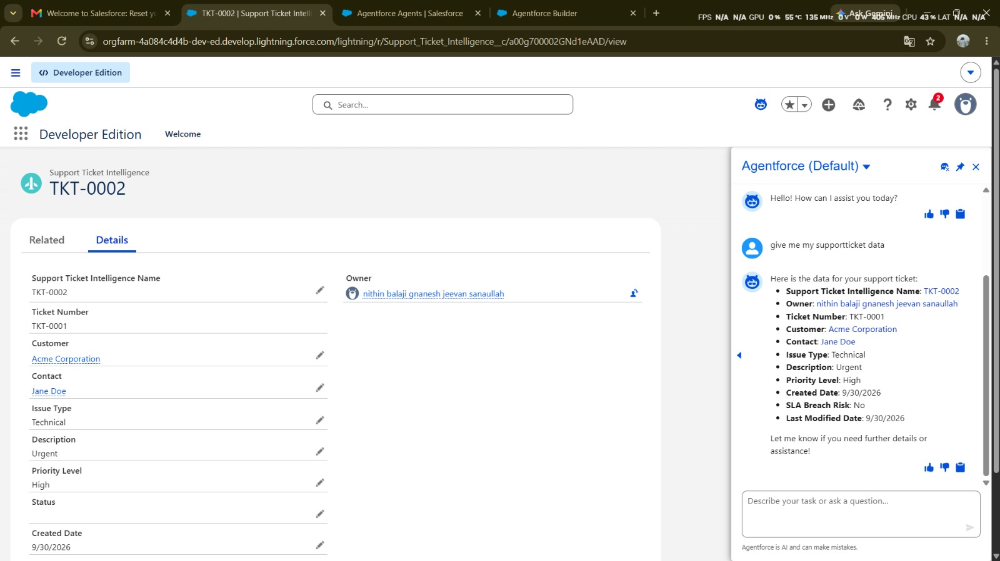 Welcome to Salesforce: Reset yo
TKT-0002 | Support Ticket Intelli
Agentforce Agents | Salesforce
Agentforce Builder
Ask Gemini
FPS N/A N/A GPU 0 % 55 °C 135 MHz 0 V 0 W 405 MHz CPU 43 % LAT N/A N/A
orgfarm-4a084c4d4b-dev-ed.develop.lightning.force.com/lightning/r/Support_Ticket_Intelligence__c/a00g700002GNd1eAAD/view
Developer Edition
Search...
2
Developer Edition
Welcome
Support Ticket Intelligence
TKT-0002
Related
Details
Support Ticket Intelligence Name
TKT-0002
Ticket Number
TKT-0001
Customer
Acme Corporation
Contact
Jane Doe
Issue Type
Technical
Description
Urgent
Priority Level
High
Status
Created Date
9/30/2026
Owner
nithin balaji gnanesh jeevan sanaullah
Agentforce (Default)
Hello! How can I assist you today?
give me my supportticket data
Here is the data for your support ticket:
Support Ticket Intelligence Name: TKT-0002
Owner: nithin balaji gnanesh jeevan sanaullah
Ticket Number: TKT-0001
Customer: Acme Corporation
Contact: Jane Doe
Issue Type: Technical
Description: Urgent
Priority Level: High
Created Date: 9/30/2026
SLA Breach Risk: No
Last Modified Date: 9/30/2026
Let me know if you need further details or
assistance!
Describe your task or ask a question...
Agentforce is AI and can make mistakes.